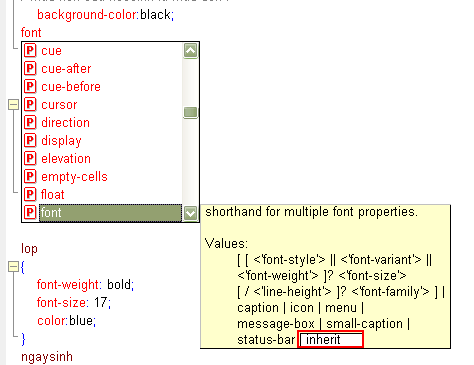 background-color:black;
font
P cue
P cue-after
P cue-before
P cursor
P direction
P display
P elevation
P empty-cells
P float
P font
shorthand for multiple font properties.
Values:
[ [ <'font-style'> || <'font-variant'> ||
<'font-weight'> ]? <'font-size'>
[ / <'line-height'> ]? <'font-family'> ] |
caption | icon | menu |
message-box | small-caption |
status-bar inherit
lop
{
font-weight: bold;
font-size: 17;
color:blue;
}
ngaysinh